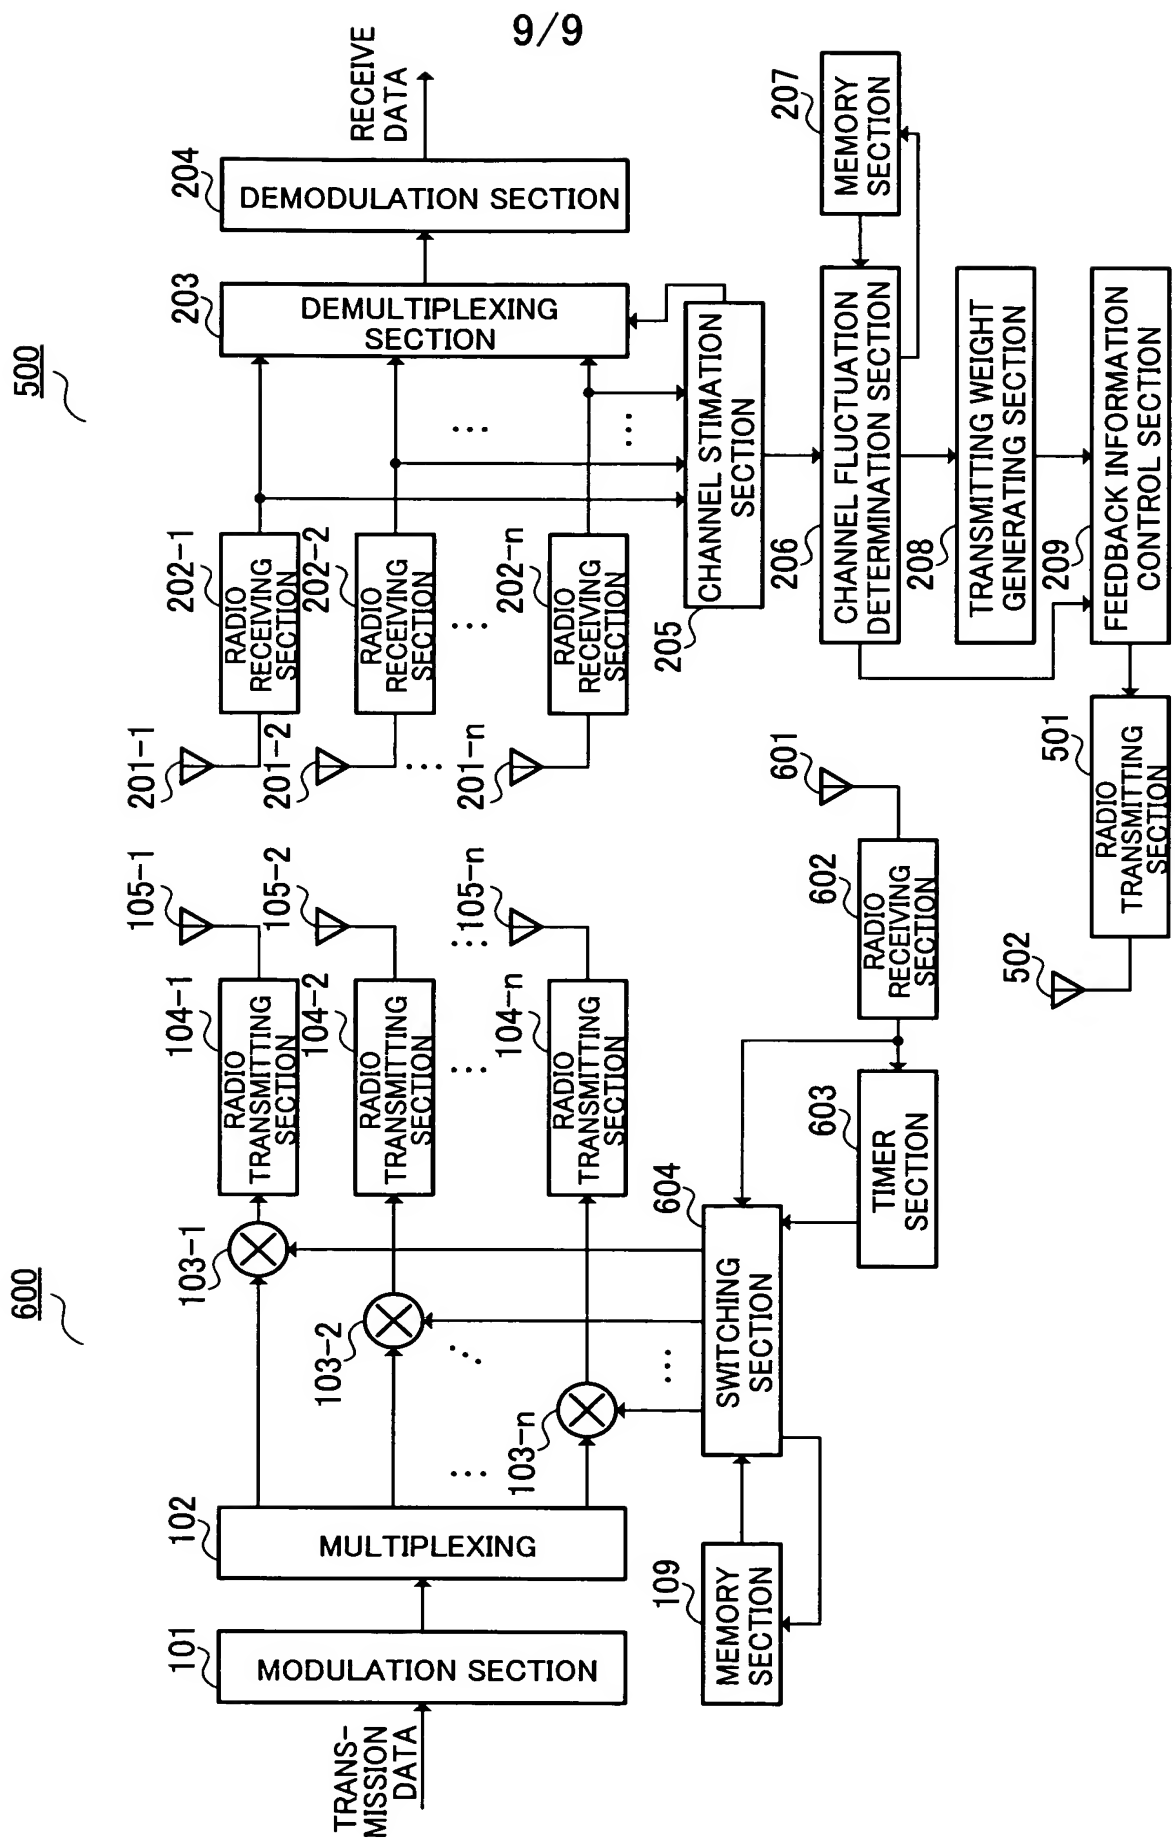 9/9
600
500
TRANS-
MISSION
DATA
101
MODULATION SECTION
102
MULTIPLEXING
103-1
103-2
103-n
...
...
...
104-1
RADIO
TRANSMITTING
SECTION
104-2
RADIO
TRANSMITTING
SECTION
...
104-n
RADIO
TRANSMITTING
SECTION
105-1
105-2
...
105-n
109
MEMORY
SECTION
604
SWITCHING
SECTION
603
TIMER
SECTION
602
RADIO
RECEIVING
SECTION
601
201-1
201-2
...
201-n
202-1
RADIO
RECEIVING
SECTION
202-2
RADIO
RECEIVING
SECTION
...
202-n
RADIO
RECEIVING
SECTION
...
...
203
DEMULTIPLEXING
SECTION
204
DEMODULATION SECTION
RECEIVE
DATA
205
CHANNEL STIMATION
SECTION
206
CHANNEL FLUCTUATION
DETERMINATION SECTION
207
MEMORY
SECTION
208
TRANSMITTING WEIGHT
GENERATING SECTION
209
FEEDBACK INFORMATION
CONTROL SECTION
501
RADIO
TRANSMITTING
SECTION
502